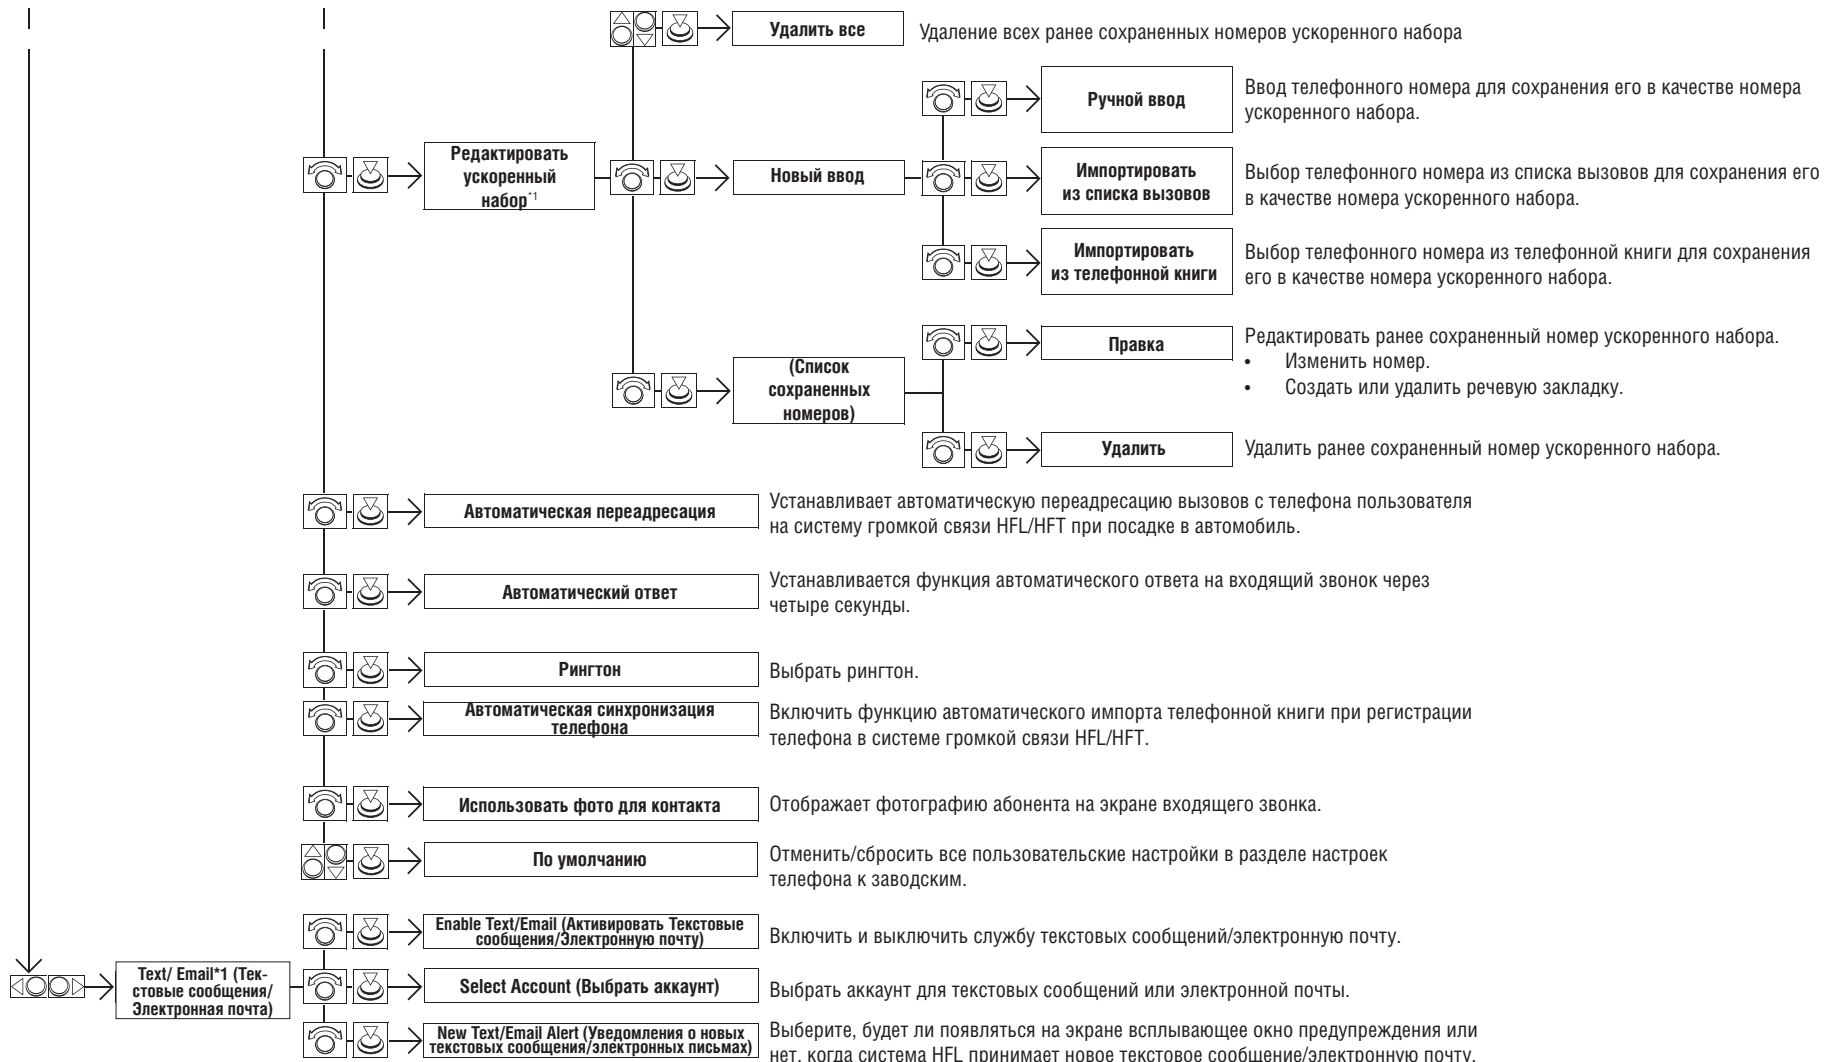 Удалить все
Удаление всех ранее сохраненных номеров ускоренного набора
Ручной ввод
Ввод телефонного номера для сохранения его в качестве номера
ускоренного набора.
Редактировать
ускоренный
набор*1
Новый ввод
Импортировать
из списка вызовов
Выбор телефонного номера из списка вызовов для сохранения его
в качестве номера ускоренного набора.
Импортировать
из телефонной книги
Выбор телефонного номера из телефонной книги для сохранения
его в качестве номера ускоренного набора.
(Список
сохраненных
номеров)
Правка
Редактировать ранее сохраненный номер ускоренного набора.
• Изменить номер.
• Создать или удалить речевую закладку.
Удалить
Удалить ранее сохраненный номер ускоренного набора.
Автоматическая переадресация
Устанавливает автоматическую переадресацию вызовов с телефона пользователя
на систему громкой связи HFL/HFT при посадке в автомобиль.
Автоматический ответ
Устанавливается функция автоматического ответа на входящий звонок через
четыре секунды.
Рингтон
Выбрать рингтон.
Автоматическая синхронизация
телефона
Включить функцию автоматического импорта телефонной книги при регистрации
телефона в системе громкой связи HFL/HFT.
Использовать фото для контакта
Отображает фотографию абонента на экране входящего звонка.
По умолчанию
Отменить/сбросить все пользовательские настройки в разделе настроек
телефона к заводским.
Text/ Email*1 (Тек-
стовые сообщения/
Электронная почта)
Enable Text/Email (Активировать Текстовые
сообщения/Электронную почту)
Включить и выключить службу текстовых сообщений/электронную почту.
Select Account (Выбрать аккаунт)
Выбрать аккаунт для текстовых сообщений или электронной почты.
New Text/Email Alert (Уведомления о новых
текстовых сообщения/электронных письмах)
Выберите, будет ли появляться на экране всплывающее окно предупреждения или
нет, когда система HFL принимает новое текстовое сообщение/электронную почту.